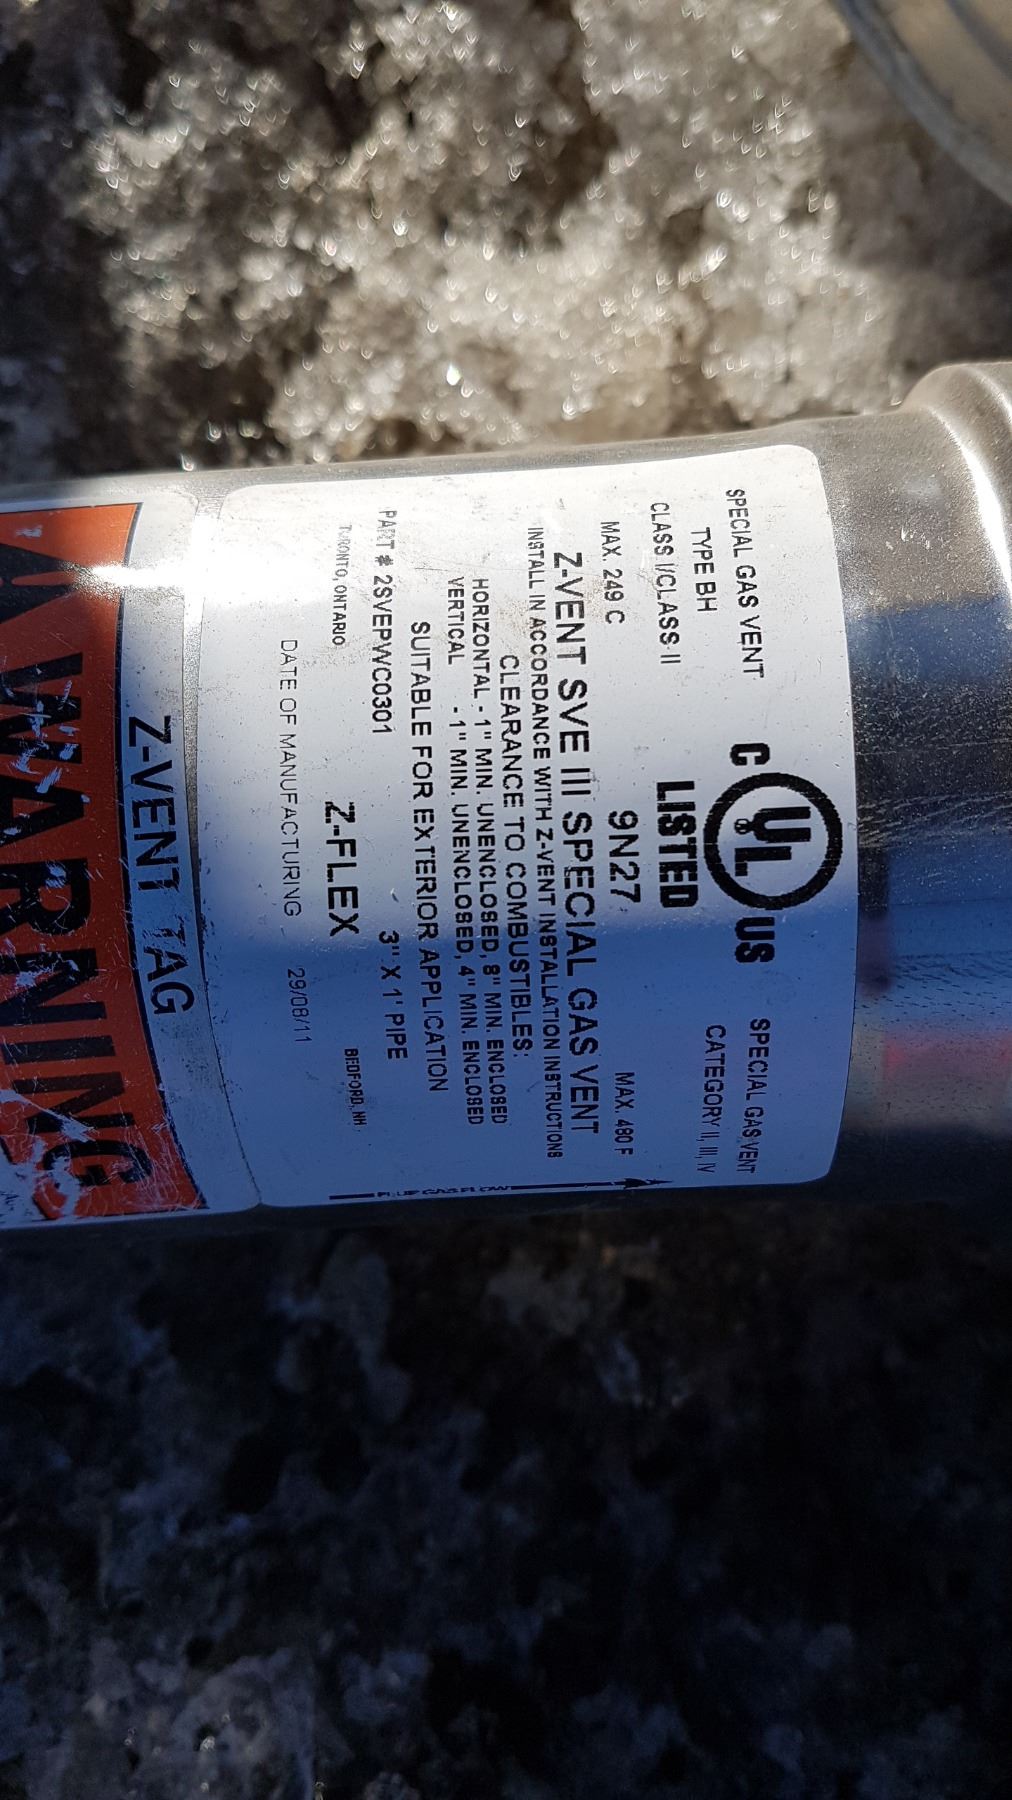 SPECIAL GAS VENT
TYPE BH
CLASS I/CLASS II
C UL US
LISTED
SPECIAL GAS VENT
CATEGORY II, III, IV
MAX. 249 C
9N27
MAX. 480 F
Z-VENT SVE III SPECIAL GAS VENT
INSTALL IN ACCORDANCE WITH Z-VENT INSTALLATION INSTRUCTIONS
CLEARANCE TO COMBUSTIBLES:
HORIZONTAL - 1" MIN. UNENCLOSED, 8" MIN. ENCLOSED
VERTICAL - 1" MIN. UNENCLOSED, 4" MIN. ENCLOSED
SUITABLE FOR EXTERIOR APPLICATION
PART # 2SVEPWC0301 3" X 1' PIPE
TORONTO, ONTARIO Z-FLEX BEDFORD, NH
DATE OF MANUFACTURING 29/08/11
FLUE GAS FLOW
Z-VENT TAG
WARNING